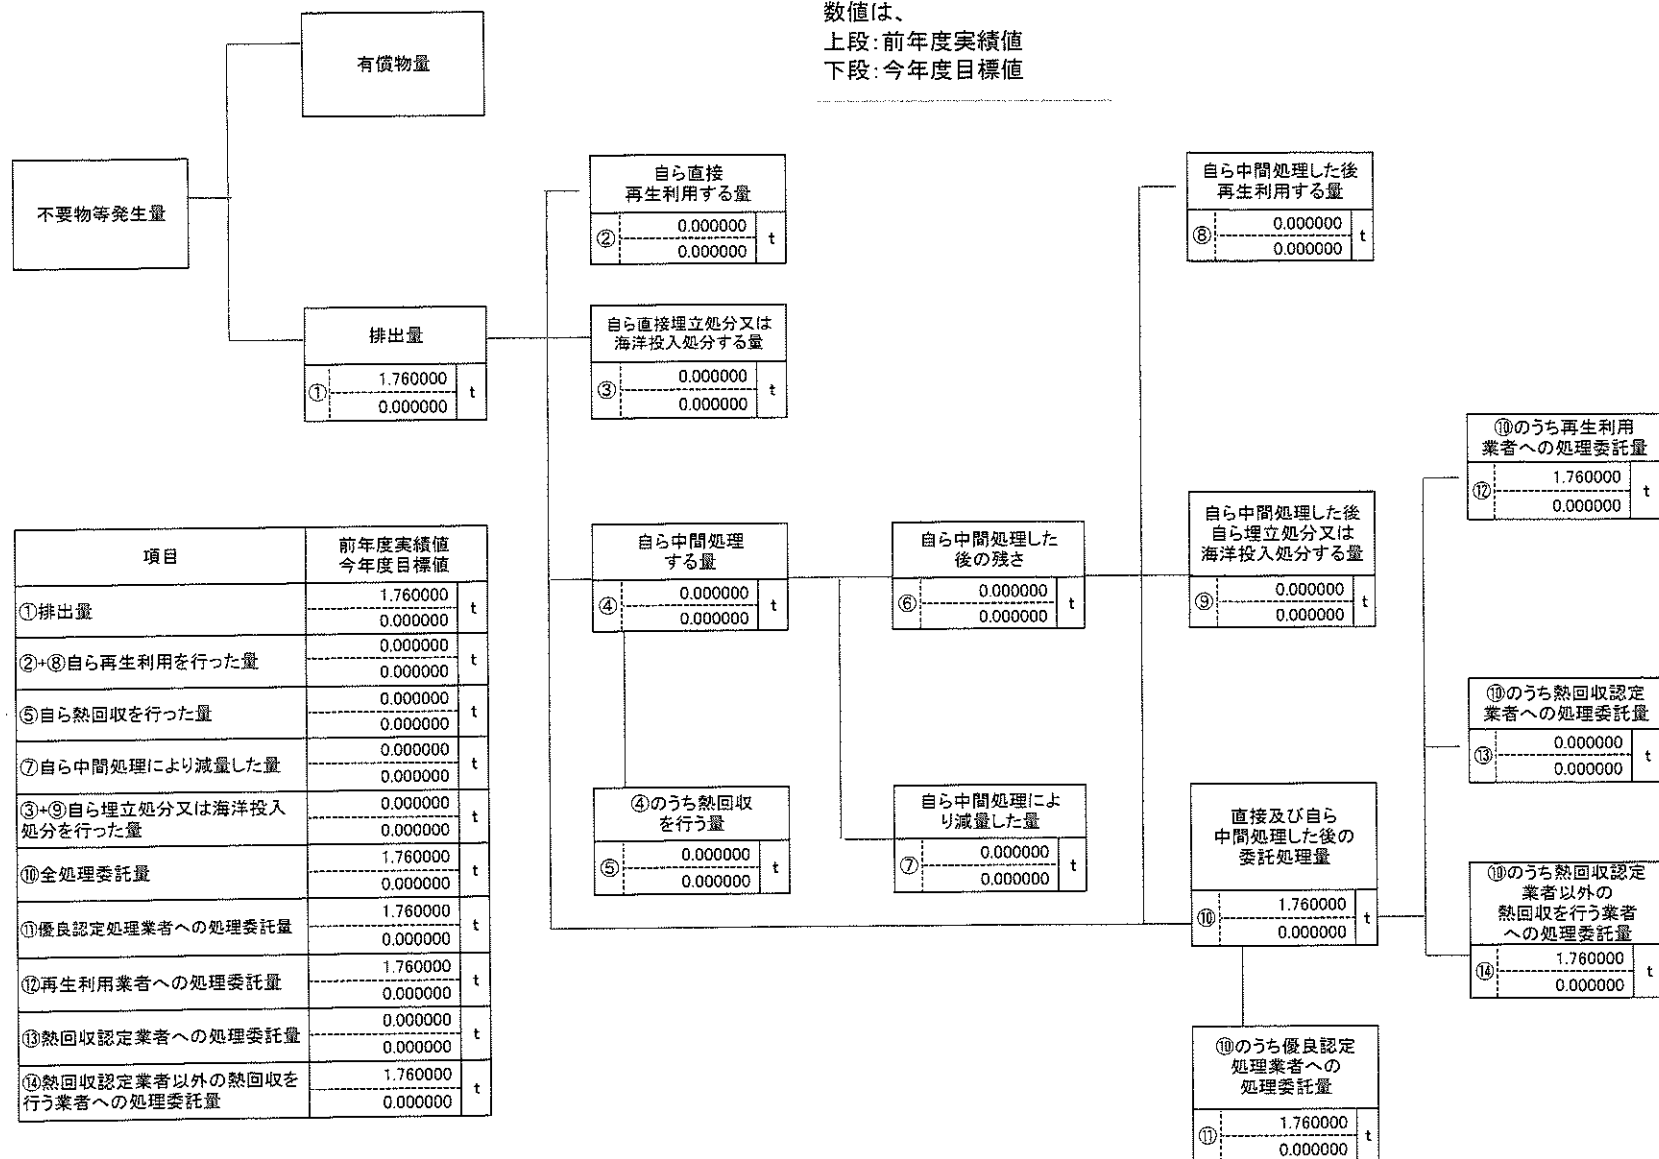 数値は、
上段:前年度実績値
下段:今年度目標値
有償物量
不要物等発生量
排出量
① 1.760000 t
0.000000
自ら直接
再生利用する量
② 0.000000 t
0.000000
自ら直接埋立処分又は
海洋投入処分する量
③ 0.000000 t
0.000000
自ら中間処理
する量
④ 0.000000 t
0.000000
④のうち熱回収
を行う量
⑤ 0.000000 t
0.000000
自ら中間処理した
後の残さ
⑥ 0.000000 t
0.000000
自ら中間処理によ
り減量した量
⑦ 0.000000 t
0.000000
自ら中間処理した後
再生利用する量
⑧ 0.000000 t
0.000000
自ら中間処理した後
自ら埋立処分又は
海洋投入処分する量
⑨ 0.000000 t
0.000000
直接及び自ら
中間処理した後の
委託処理量
⑩ 1.760000 t
0.000000
⑩のうち優良認定
処理業者への
処理委託量
⑪ 1.760000 t
0.000000
⑩のうち再生利用
業者への処理委託量
⑫ 1.760000 t
0.000000
⑩のうち熱回収認定
業者への処理委託量
⑬ 0.000000 t
0.000000
⑩のうち熱回収認定
業者以外の
熱回収を行う業者
への処理委託量
⑭ 1.760000 t
0.000000
項目 前年度実績値
今年度目標値
①排出量 1.760000 t
0.000000
②+⑧自ら再生利用を行った量 0.000000 t
0.000000
⑤自ら熱回収を行った量 0.000000 t
0.000000
⑦自ら中間処理により減量した量 0.000000 t
0.000000
③+⑨自ら埋立処分又は海洋投入 0.000000 t
処分を行った量 0.000000
⑩全処理委託量 1.760000 t
0.000000
⑪優良認定処理業者への処理委託量 1.760000 t
0.000000
⑫再生利用業者への処理委託量 1.760000 t
0.000000
⑬熱回収認定業者への処理委託量 0.000000 t
0.000000
⑭熱回収認定業者以外の熱回収を 1.760000 t
行う業者への処理委託量 0.000000